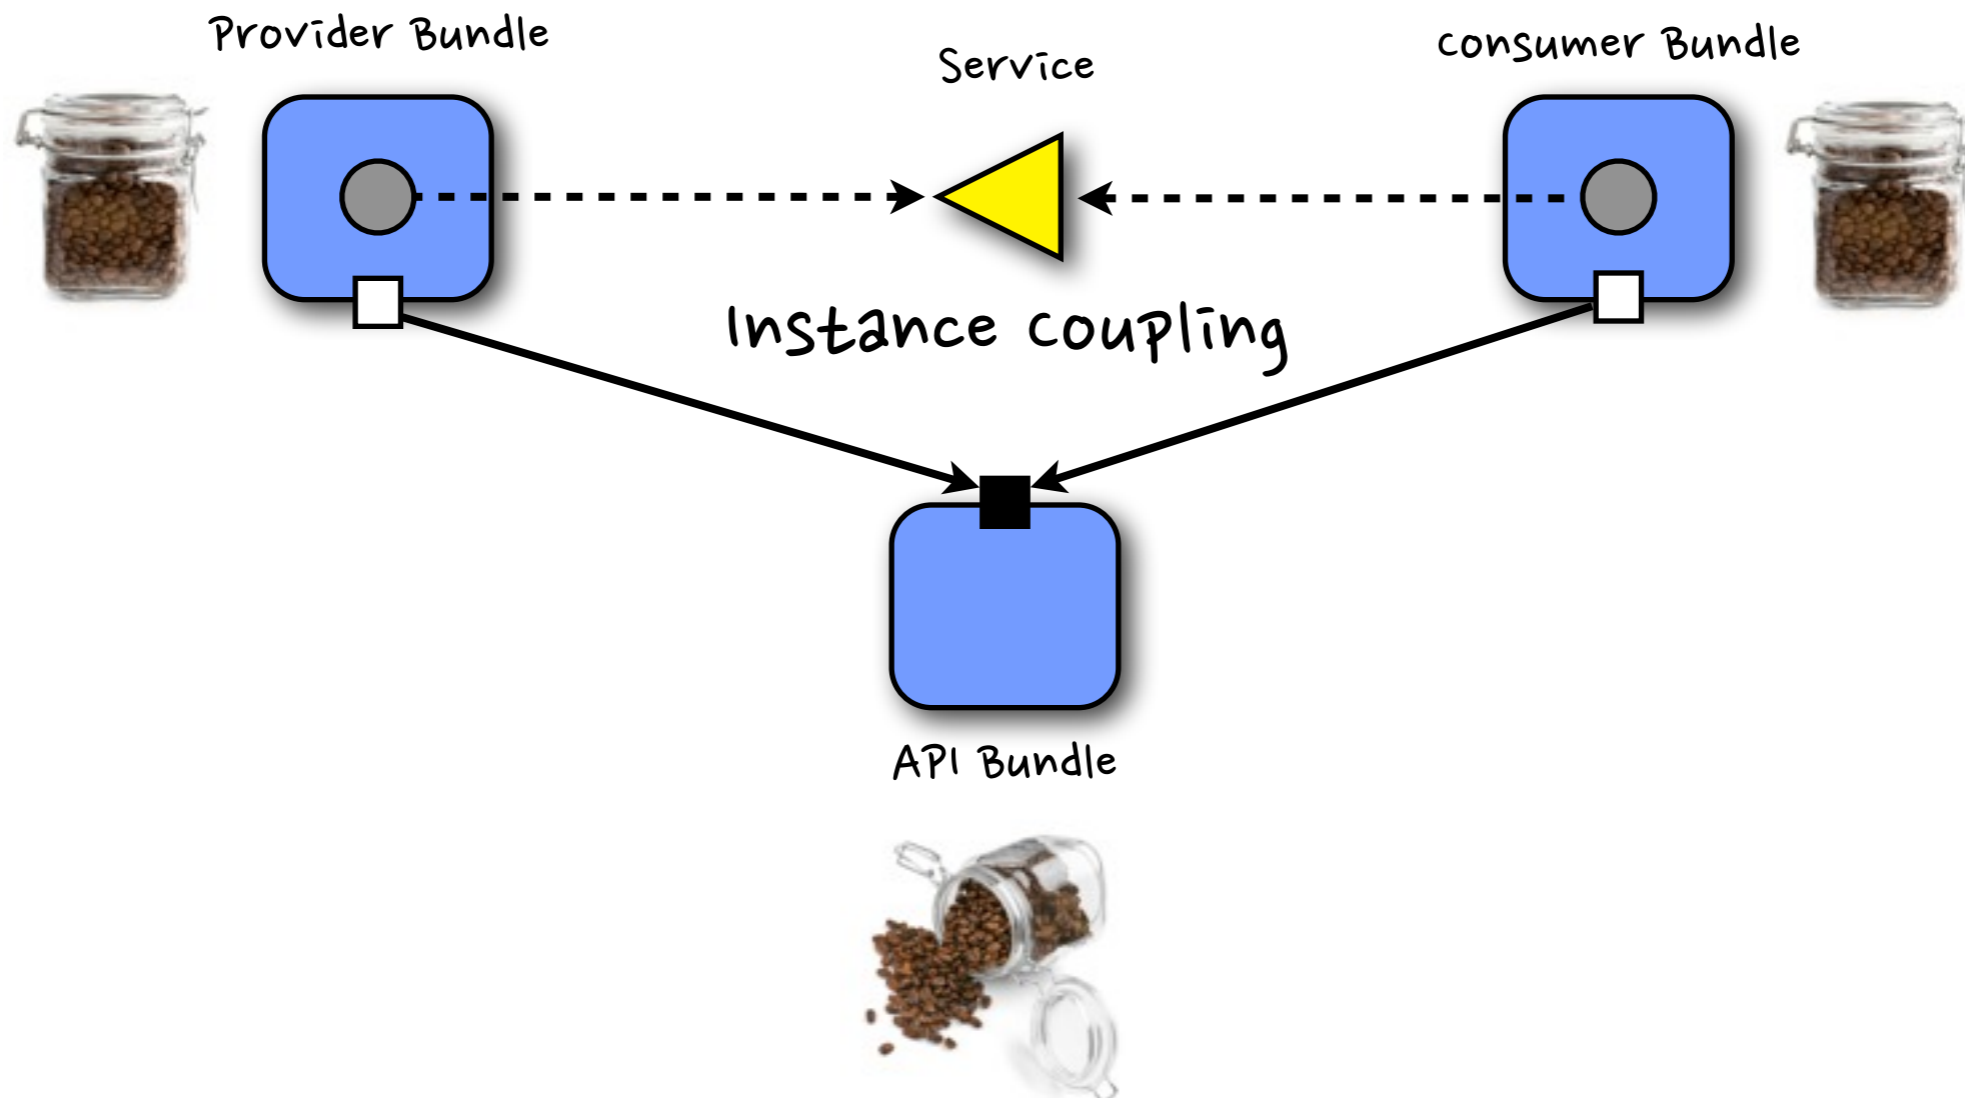 Provider Bundle
Service
Consumer Bundle
Instance Coupling
API Bundle